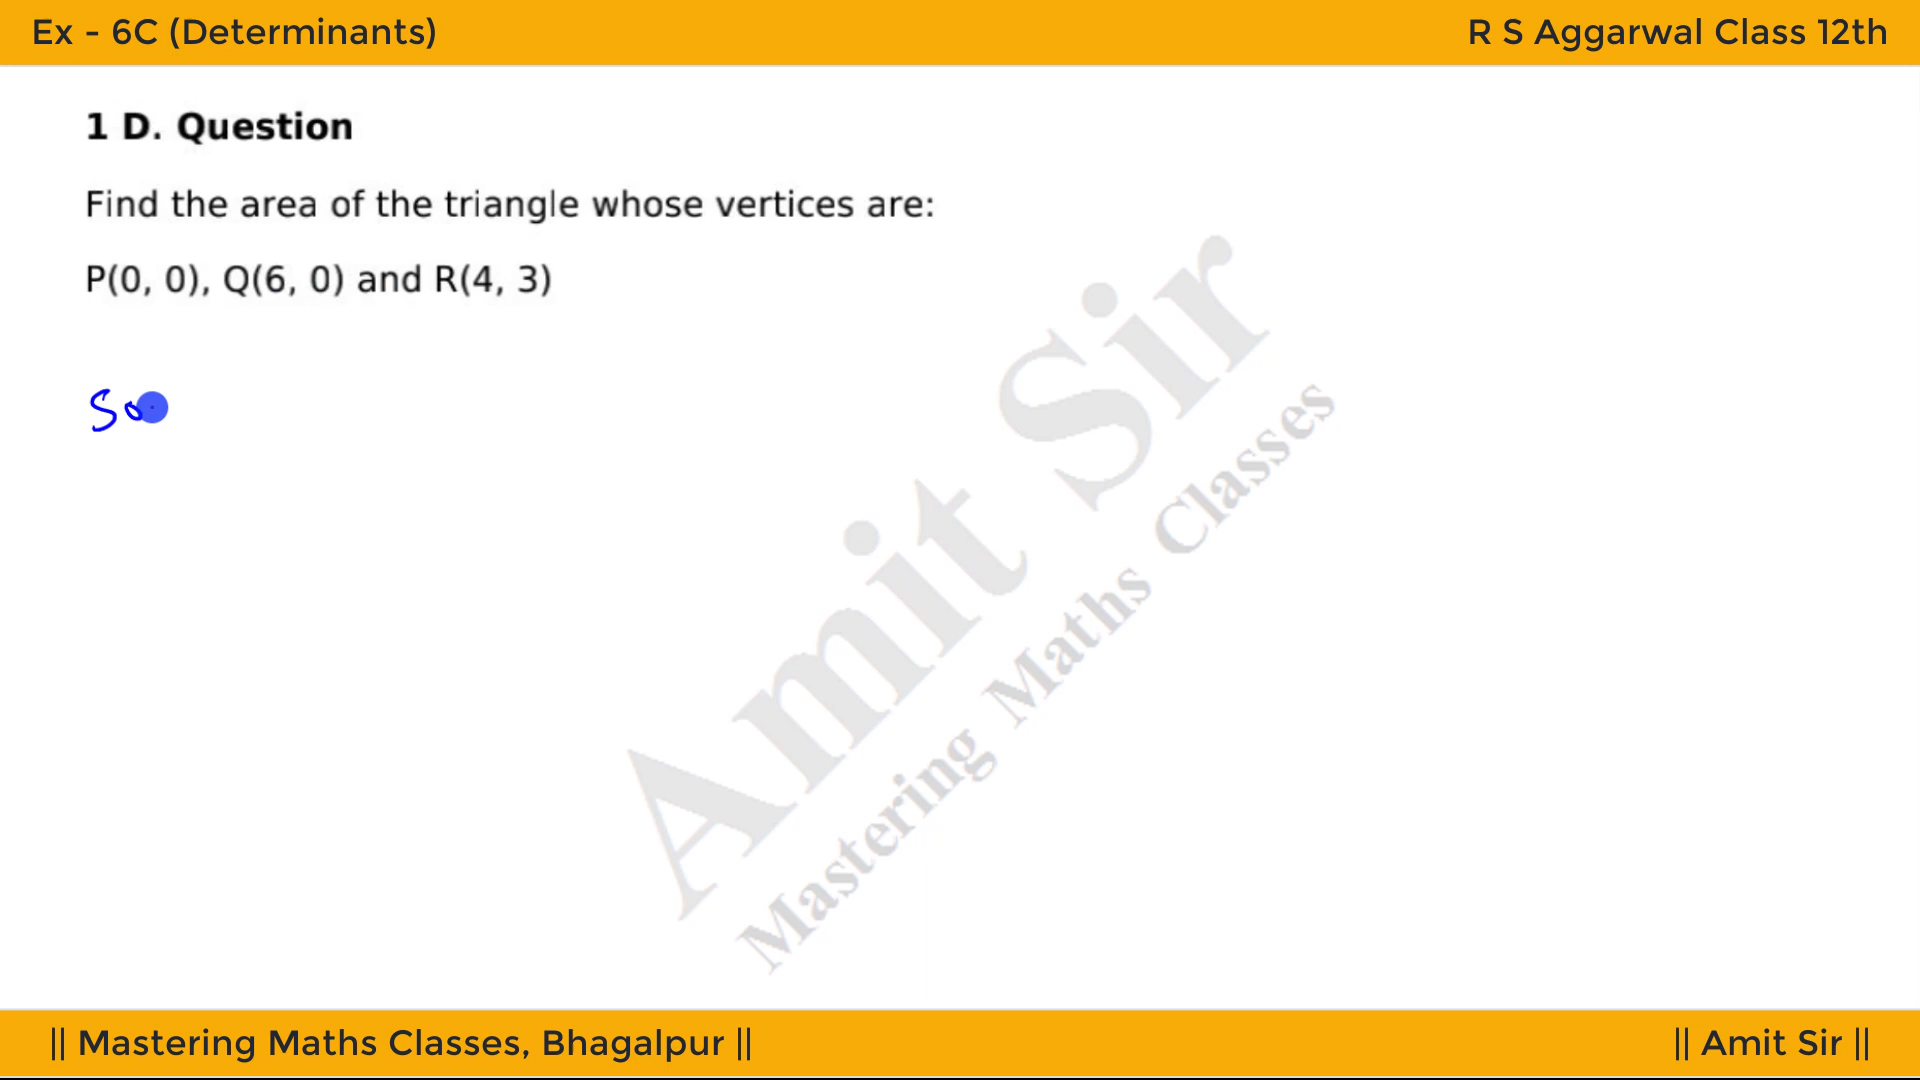 Ex - 6C (Determinants)
R S Aggarwal Class 12th
1 D. Question
Find the area of the triangle whose vertices are:
P(0, 0), Q(6, 0) and R(4, 3)
So
Amit Sir
Mastering Maths Classes
|| Mastering Maths Classes, Bhagalpur ||
|| Amit Sir ||